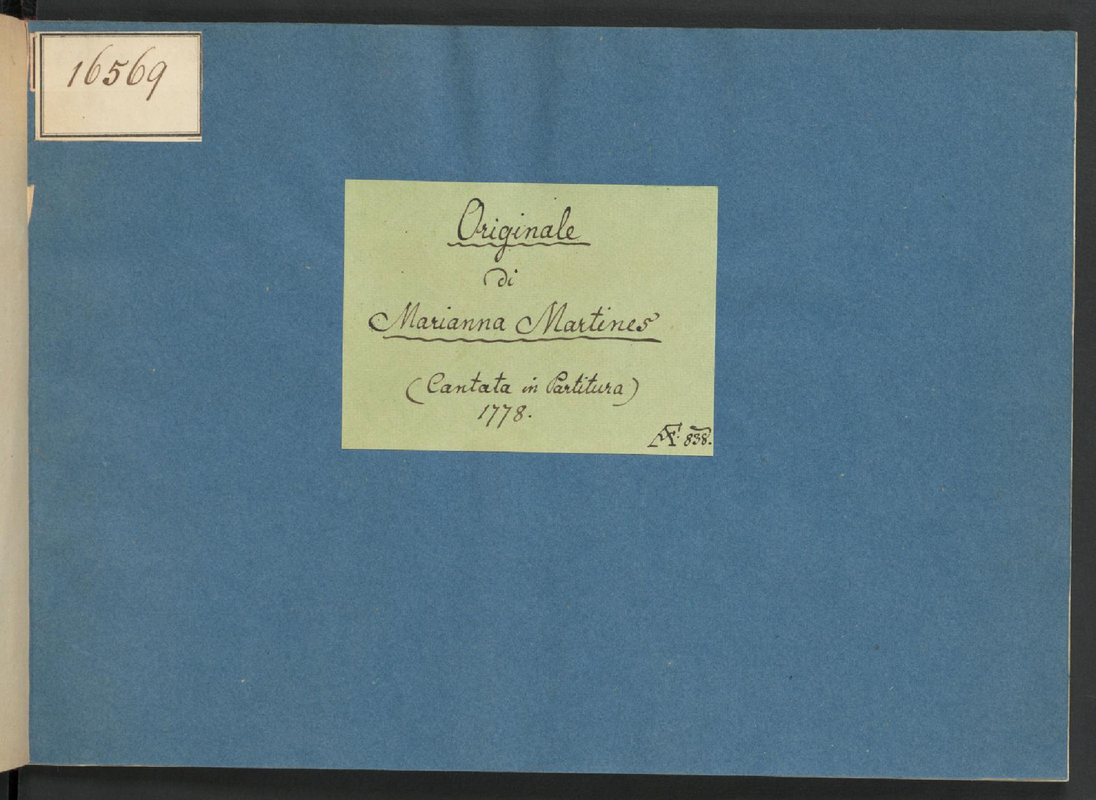 16569
Originale
di
Marianna Martines
(Cantata in Partitura)
1778.
838.